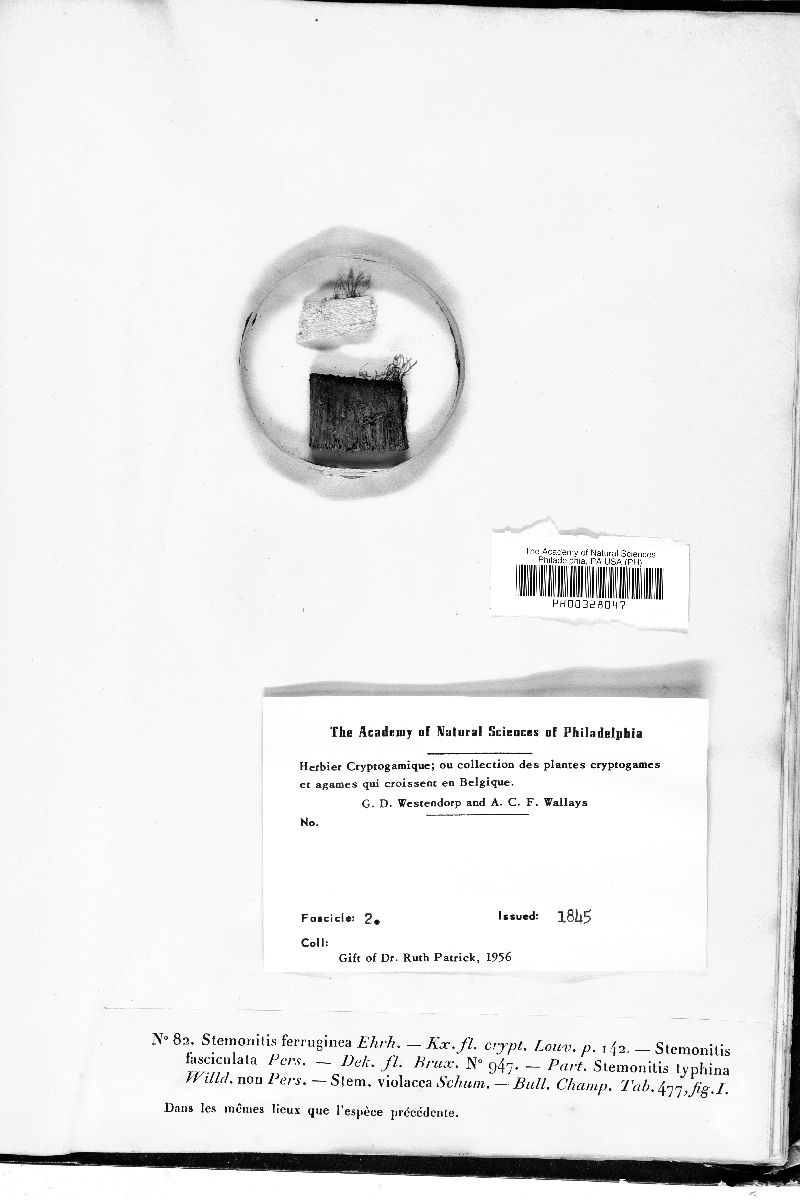 The Academy of Natural Sciences
Philadelphia, PA USA (PH)
PH00328047
The Academy of Natural Sciences of Philadelphia
Herbier Cryptogamique; ou collection des plantes cryptogames
et agames qui croissent en Belgique.
G. D. Westendorp and A. C. F. Wallays
No.
Fascicle: 2.
Issued: 1845
Coll:
Gift of Dr. Ruth Patrick, 1956
Nº 82. Stemonitis ferruginea Ehrh. — Kx. fl. crypt. Louv. p. 142. — Stemonitis
fasciculata Pers. — Dek. fl. Brux. Nº 947. — Part. Stemonitis typhina
Willd. non Pers. — Stem. violacea Schum. — Bull. Champ. Tab. 477, fig. I.
Dans les mêmes lieux que l'espèce précédente.